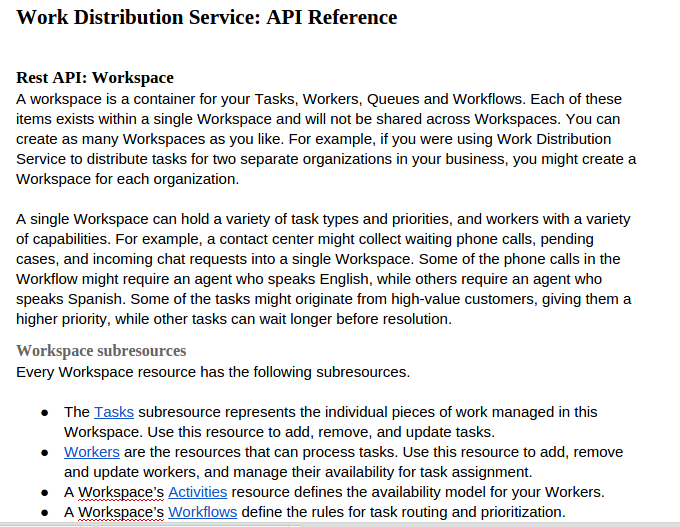 Work Distribution Service: API Reference
Rest API: Workspace
A workspace is a container for your Tasks, Workers, Queues and Workflows. Each of these
items exists within a single Workspace and will not be shared across Workspaces. You can
create as many Workspaces as you like. For example, if you were using Work Distribution
Service to distribute tasks for two separate organizations in your business, you might create a
Workspace for each organization.
A single Workspace can hold a variety of task types and priorities, and workers with a variety
of capabilities. For example, a contact center might collect waiting phone calls, pending
cases, and incoming chat requests into a single Workspace. Some of the phone calls in the
Workflow might require an agent who speaks English, while others require an agent who
speaks Spanish. Some of the tasks might originate from high-value customers, giving them a
higher priority, while other tasks can wait longer before resolution.
Workspace subresources
Every Workspace resource has the following subresources.
● The Tasks subresource represents the individual pieces of work managed in this
Workspace. Use this resource to add, remove, and update tasks.
● Workers are the resources that can process tasks. Use this resource to add, remove
and update workers, and manage their availability for task assignment.
● A Workspace’s Activities resource defines the availability model for your Workers.
● A Workspace’s Workflows define the rules for task routing and prioritization.